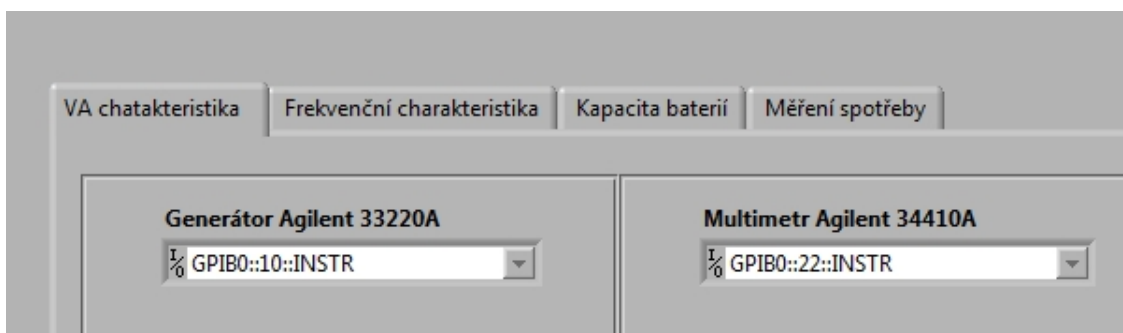 VA chatakteristika Frekvenční charakteristika Kapacita baterií Měření spotřeby
Generátor Agilent 33220A Multimetr Agilent 34410A
I/O GPIB0::10::INSTR I/O GPIB0::22::INSTR